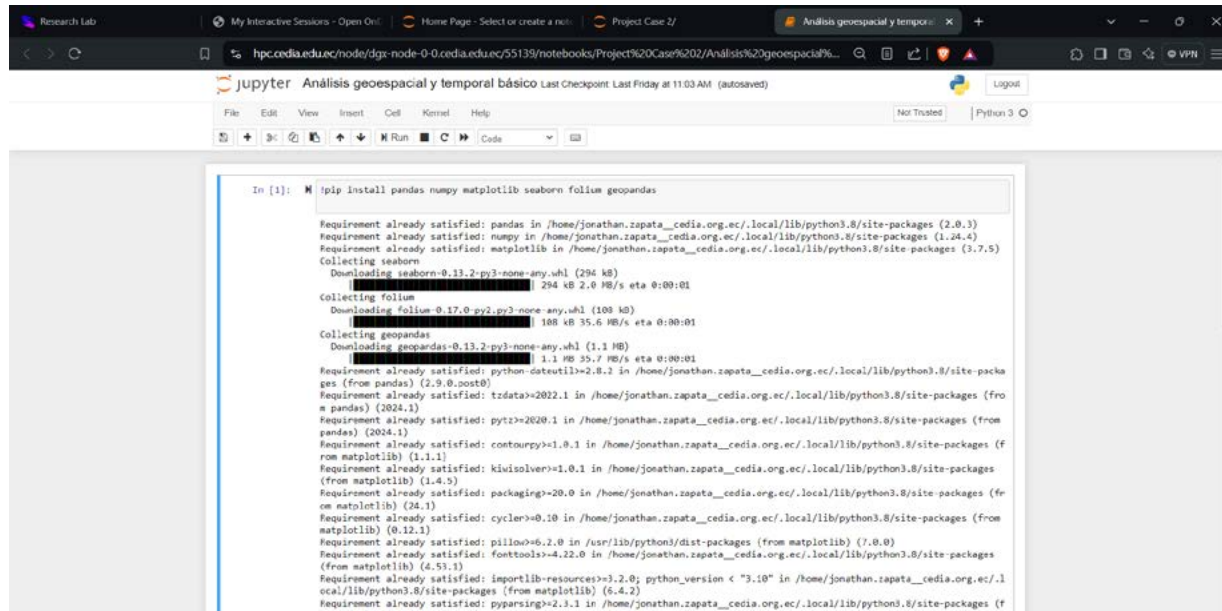 Research Lab
My Interactive Sessions - Open On
Home Page - Select or create a not
Project Case 2/
Análisis geoespacial y tempora
hpc.cedia.edu.ec/node/dgx-node-0-0.cedia.edu.ec/55139/notebooks/Project%20Case%202/Análisis%20geoespacial%...
VPN
jupyter Análisis geoespacial y temporal básico Last Checkpoint: Last Friday at 11:03 AM (autosaved)
Logout
File Edit View Insert Cell Kernel Help
Not Trusted
Python 3
Run
Code
In [1]: !pip install pandas numpy matplotlib seaborn folium geopandas
Requirement already satisfied: pandas in /home/jonathan.zapata__cedia.org.ec/.local/lib/python3.8/site-packages (2.0.3)
Requirement already satisfied: numpy in /home/jonathan.zapata__cedia.org.ec/.local/lib/python3.8/site-packages (1.24.4)
Requirement already satisfied: matplotlib in /home/jonathan.zapata__cedia.org.ec/.local/lib/python3.8/site-packages (3.7.5)
Collecting seaborn
Downloading seaborn-0.13.2-py3-none-any.whl (294 kB)
294 kB 2.0 MB/s eta 0:00:01
Collecting folium
Downloading folium-0.17.0-py2.py3-none-any.whl (108 kB)
108 kB 35.6 MB/s eta 0:00:01
Collecting geopandas
Downloading geopandas-0.13.2-py3-none-any.whl (1.1 MB)
1.1 MB 35.7 MB/s eta 0:00:01
Requirement already satisfied: python-dateutil>=2.8.2 in /home/jonathan.zapata__cedia.org.ec/.local/lib/python3.8/site-packa
ges (from pandas) (2.9.0.post0)
Requirement already satisfied: tzdata>=2022.1 in /home/jonathan.zapata__cedia.org.ec/.local/lib/python3.8/site-packages (fro
m pandas) (2024.1)
Requirement already satisfied: pytz>=2020.1 in /home/jonathan.zapata__cedia.org.ec/.local/lib/python3.8/site-packages (from
pandas) (2024.1)
Requirement already satisfied: contourpy>=1.0.1 in /home/jonathan.zapata__cedia.org.ec/.local/lib/python3.8/site-packages (f
rom matplotlib) (1.1.1)
Requirement already satisfied: kiwisolver>=1.0.1 in /home/jonathan.zapata__cedia.org.ec/.local/lib/python3.8/site-packages
(from matplotlib) (1.4.5)
Requirement already satisfied: packaging>=20.0 in /home/jonathan.zapata__cedia.org.ec/.local/lib/python3.8/site-packages (fr
om matplotlib) (24.1)
Requirement already satisfied: cycler>=0.10 in /home/jonathan.zapata__cedia.org.ec/.local/lib/python3.8/site-packages (from
matplotlib) (0.12.1)
Requirement already satisfied: pillow>=6.2.0 in /usr/lib/python3/dist-packages (from matplotlib) (7.0.0)
Requirement already satisfied: fonttools>=4.22.0 in /home/jonathan.zapata__cedia.org.ec/.local/lib/python3.8/site-packages
(from matplotlib) (4.53.1)
Requirement already satisfied: importlib-resources>=3.2.0; python_version < "3.10" in /home/jonathan.zapata__cedia.org.ec/.l
ocal/lib/python3.8/site-packages (from matplotlib) (6.4.2)
Requirement already satisfied: pyparsing>=2.3.1 in /home/jonathan.zapata__cedia.org.ec/.local/lib/python3.8/site-packages (f